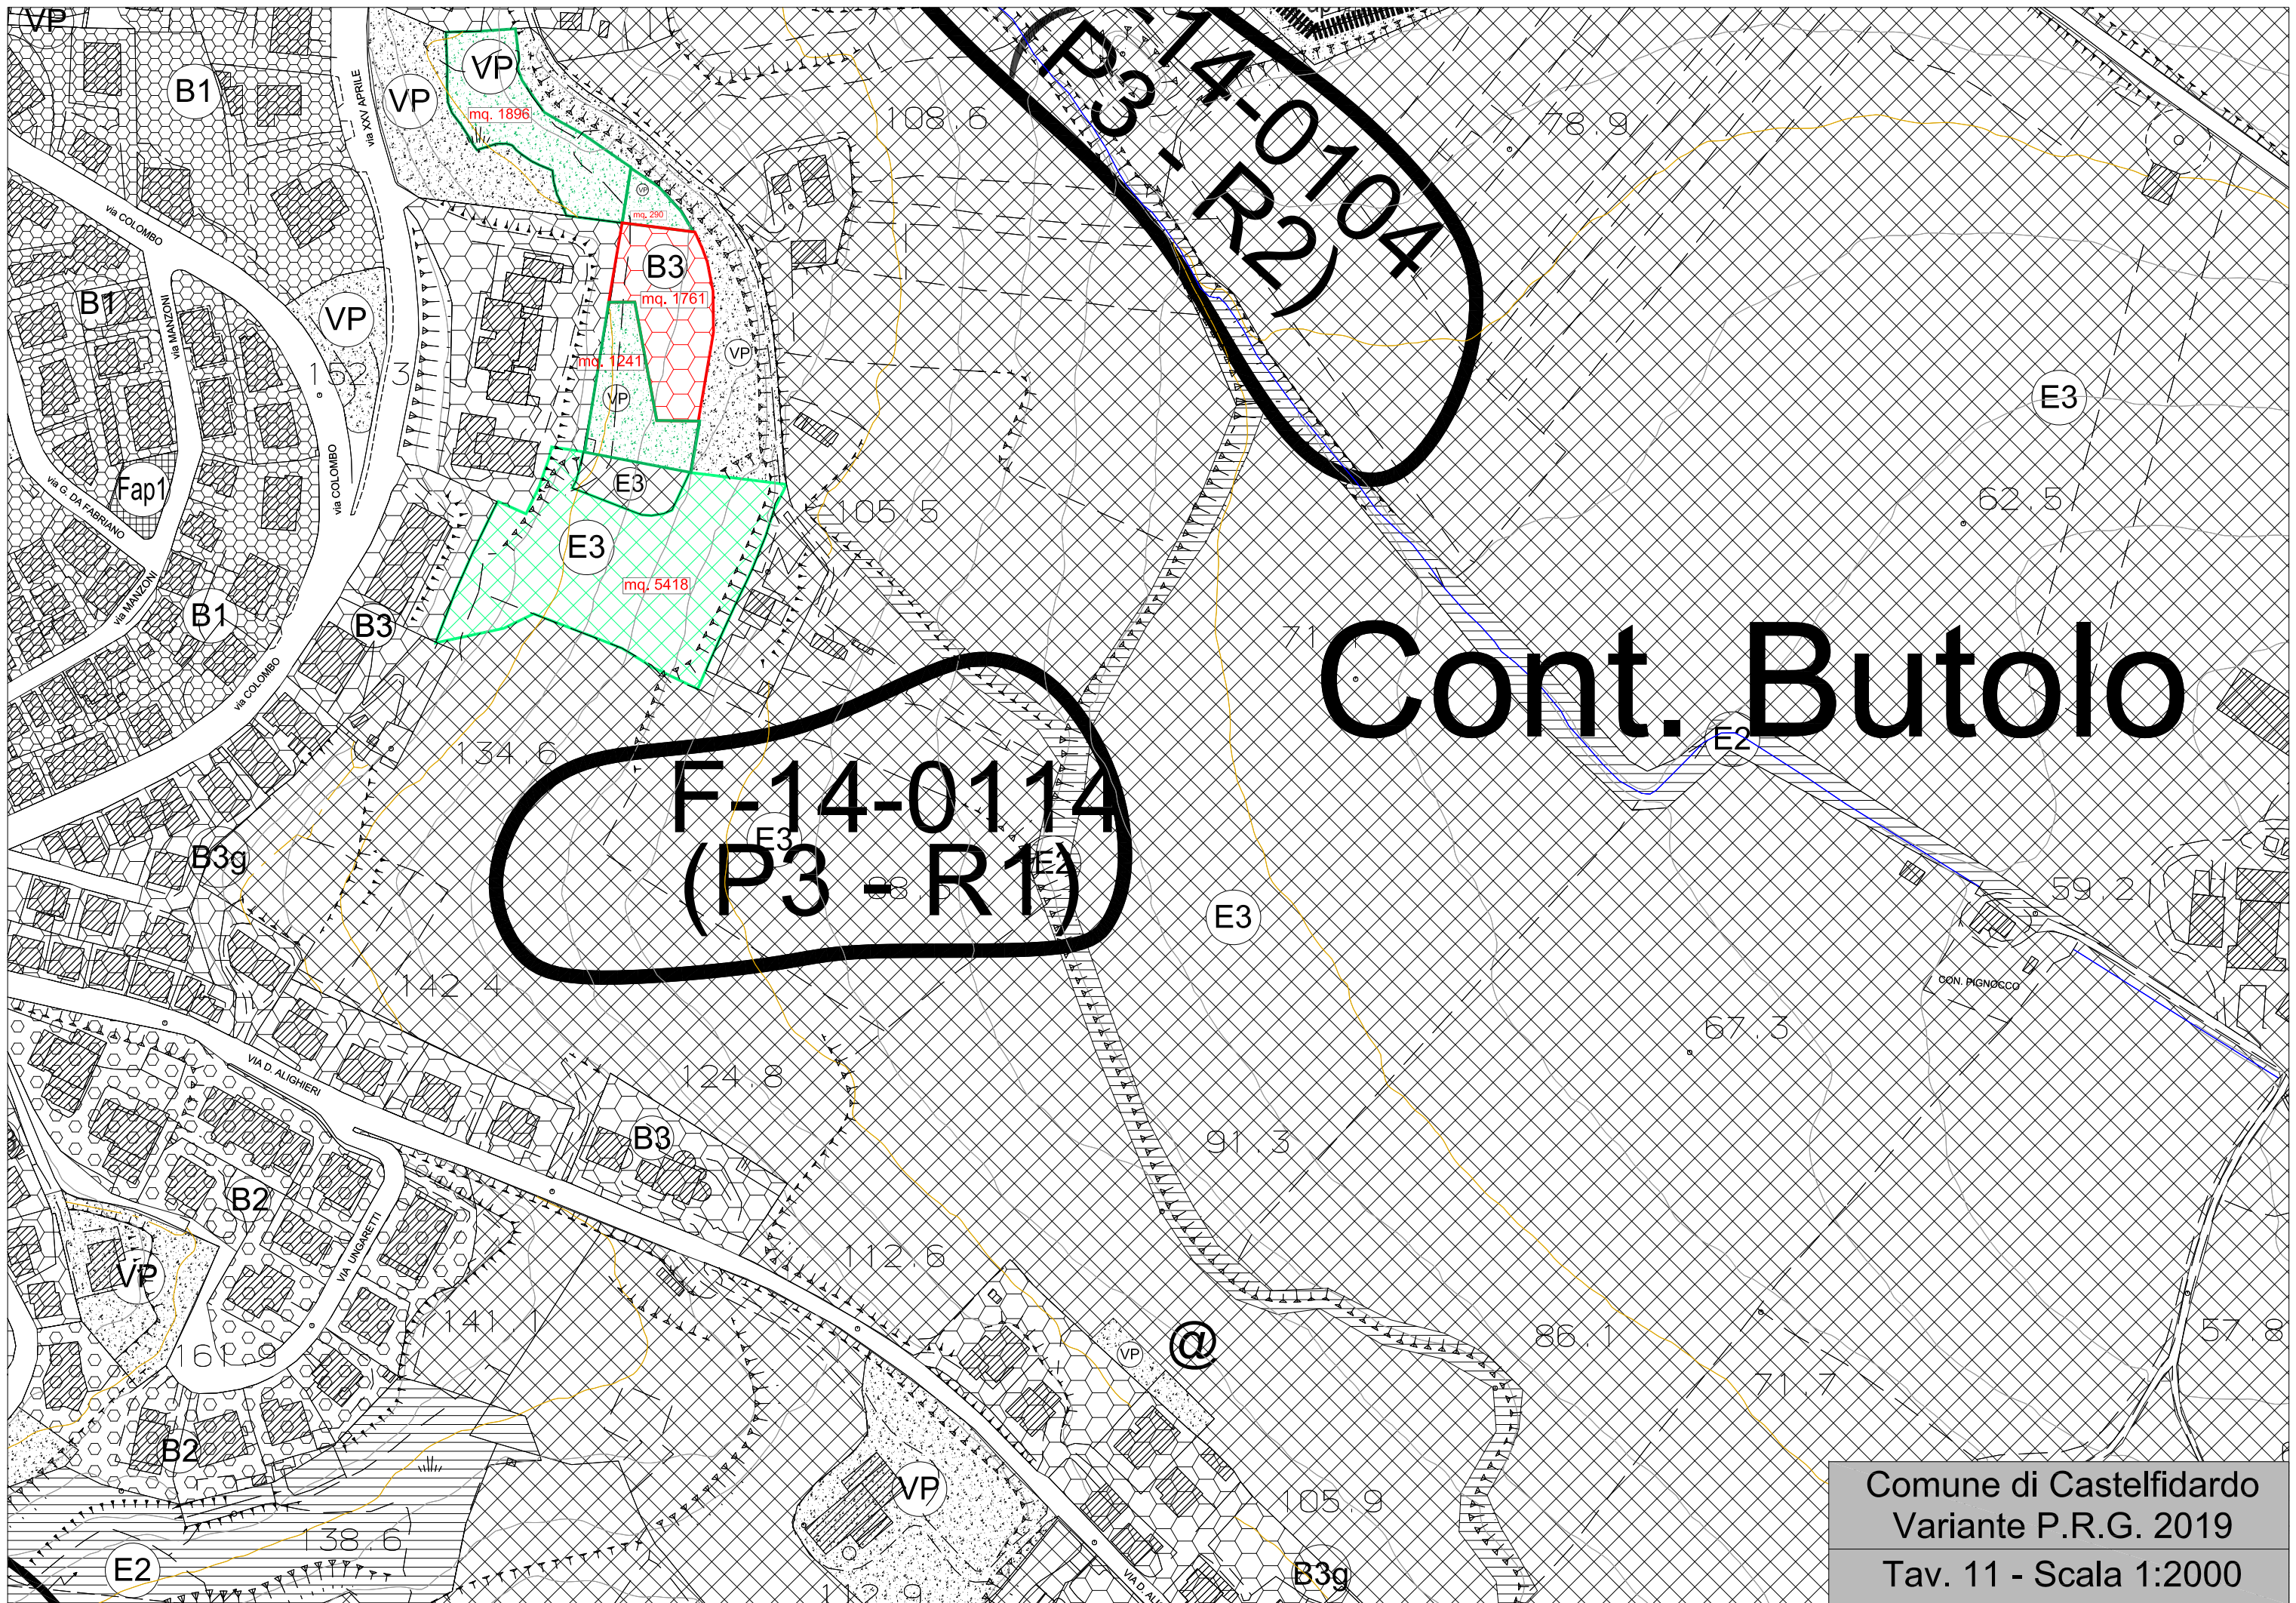 VP
B1
via XXV APRILE
VP
VP
mq. 1896
108.6
14-0104
P3 - R2)
78.9
via COLOMBO
VP
mq. 290
B3
mq. 1761
B1
via MANZONI
VP
152.3
mq. 1241
VP
VP
E3
Fap1
via G. DA FABRIANO
via COLOMBO
E3
105.5
62.5
E3
mq. 5418
via MANZONI
B1
B3
via COLOMBO
Cont. Butolo
E2
134.6
F-14-0114
(P3 - R1)
E3
E2
B3g
E3
59.2
142.4
CON. PIGNOCCO
67.3
VIA D. ALIGHIERI
124.8
B3
91.3
B2
VIA UNGARETTI
VP
112.6
141.1
161.9
@
VP
86.1
57.8
71.7
B2
VP
105.9
138.6
E2
B3g
112.9
Comune di Castelfidardo
Variante P.R.G. 2019
Tav. 11 - Scala 1:2000